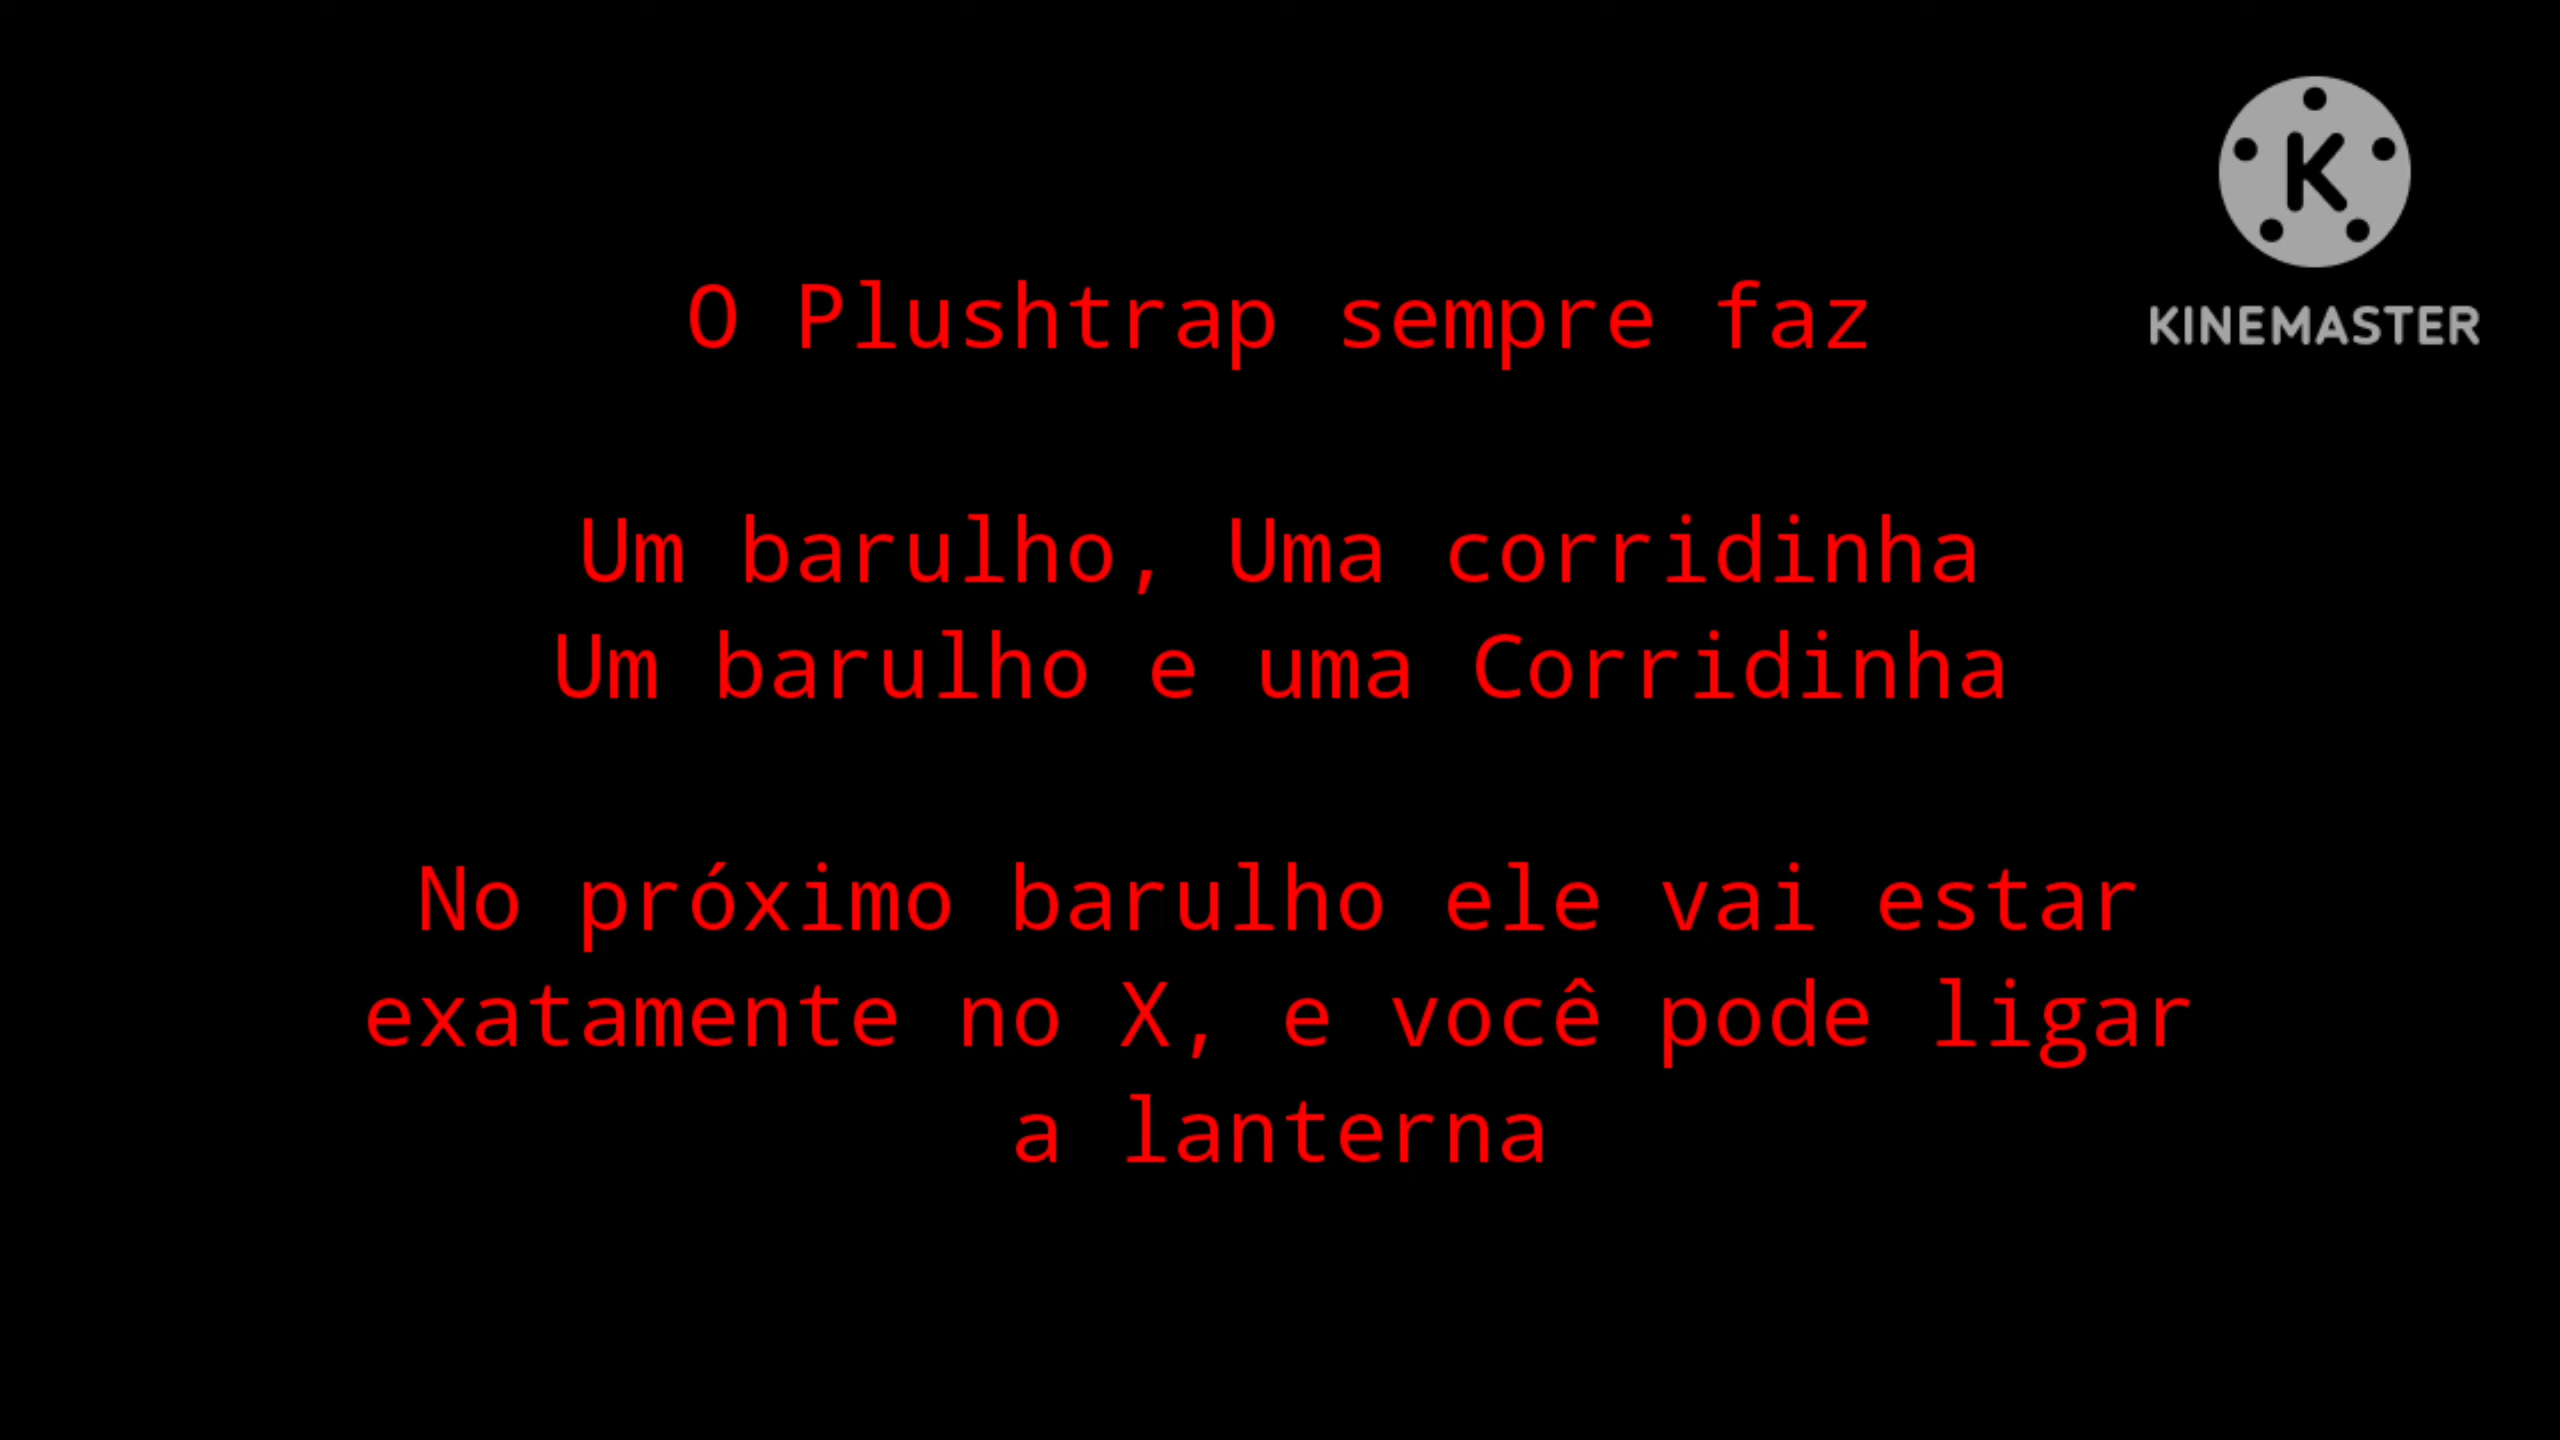 KINEMASTER
O Plushtrap sempre faz
Um barulho, Uma corridinha
Um barulho e uma Corridinha
No próximo barulho ele vai estar
exatamente no X, e você pode ligar
a lanterna